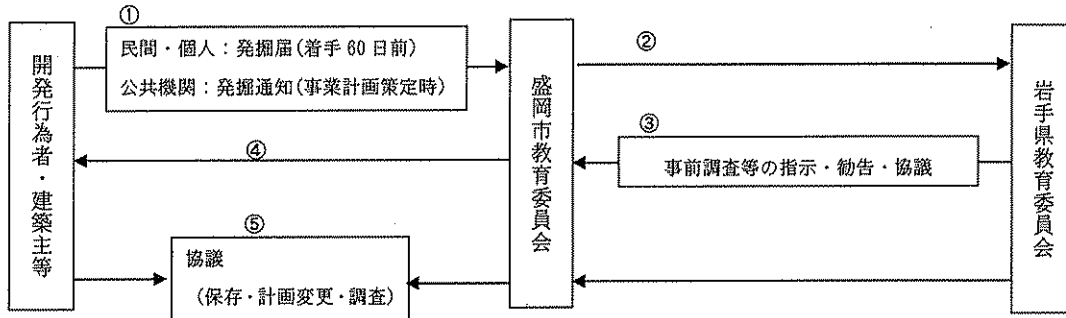 ①
民間・個人：発掘届(着手 60 日前)
公共機関：発掘通知(事業計画策定時)
②
③
事前調査等の指示・勧告・協議
④
⑤
協議
(保存・計画変更・調査)
開発行為者・建築主等
盛岡市教育委員会
岩手県教育委員会